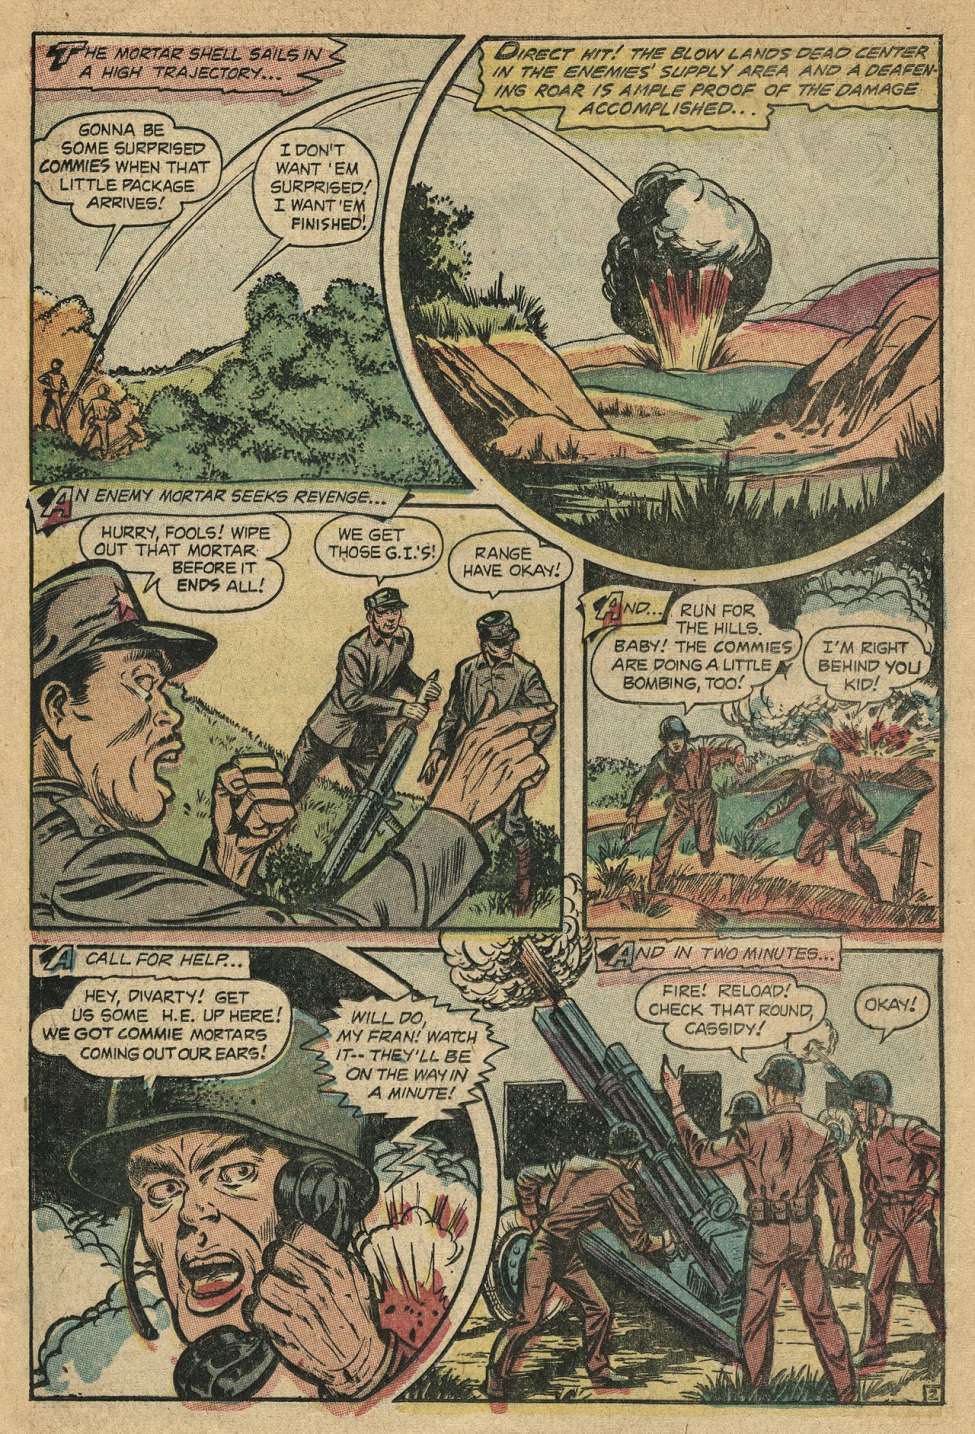 THE MORTAR SHELL SAILS IN
A HIGH TRAJECTORY...
GONNA BE
SOME SURPRISED
COMMIES WHEN THAT
LITTLE PACKAGE
ARRIVES!
I DON'T
WANT 'EM
SURPRISED!
I WANT 'EM
FINISHED!
DIRECT HIT! THE BLOW LANDS DEAD CENTER
IN THE ENEMIES' SUPPLY AREA AND A DEAFEN-
ING ROAR IS AMPLE PROOF OF THE DAMAGE
ACCOMPLISHED...
AN ENEMY MORTAR SEEKS REVENGE...
HURRY, FOOLS! WIPE
OUT THAT MORTAR
BEFORE IT
ENDS ALL!
WE GET
THOSE G.I.'S!
RANGE
HAVE OKAY!
AND...
RUN FOR
THE HILLS.
BABY! THE COMMIES
ARE DOING A LITTLE
BOMBING, TOO!
I'M RIGHT
BEHIND YOU
KID!
A CALL FOR HELP...
HEY, DIVARTY! GET
US SOME H.E. UP HERE!
WE GOT COMMIE MORTARS
COMING OUT OUR EARS!
WILL DO,
MY FRAN! WATCH
IT-- THEY'LL BE
ON THE WAY IN
A MINUTE!
AND IN TWO MINUTES...
FIRE! RELOAD!
CHECK THAT ROUND,
CASSIDY!
OKAY!
2